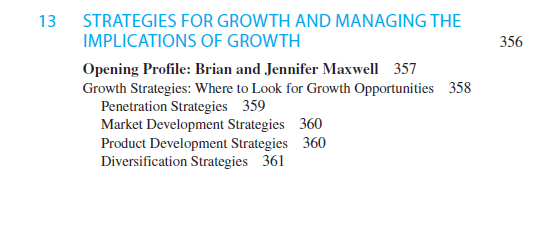 13 STRATEGIES FOR GROWTH AND MANAGING THE
IMPLICATIONS OF GROWTH 356
Opening Profile: Brian and Jennifer Maxwell 357
Growth Strategies: Where to Look for Growth Opportunities 358
Penetration Strategies 359
Market Development Strategies 360
Product Development Strategies 360
Diversification Strategies 361